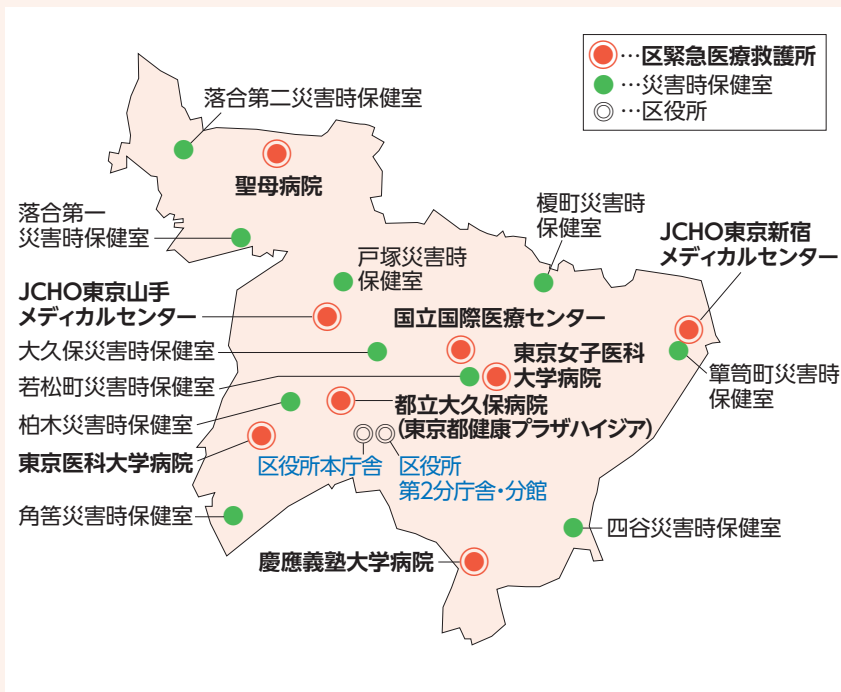 …区緊急医療救護所
…災害時保健室
…区役所
落合第二災害時保健室
聖母病院
落合第一
災害時保健室
榎町災害時
保健室
JCHO東京新宿
メディカルセンター
戸塚災害時
保健室
JCHO東京山手
メディカルセンター
国立国際医療センター
大久保災害時保健室
東京女子医科
大学病院
若松町災害時保健室
簞笥町災害時
保健室
柏木災害時保健室
都立大久保病院
(東京都健康プラザハイジア)
東京医科大学病院
区役所本庁舎
区役所
第2分庁舎・分館
角筈災害時保健室
四谷災害時保健室
慶應義塾大学病院